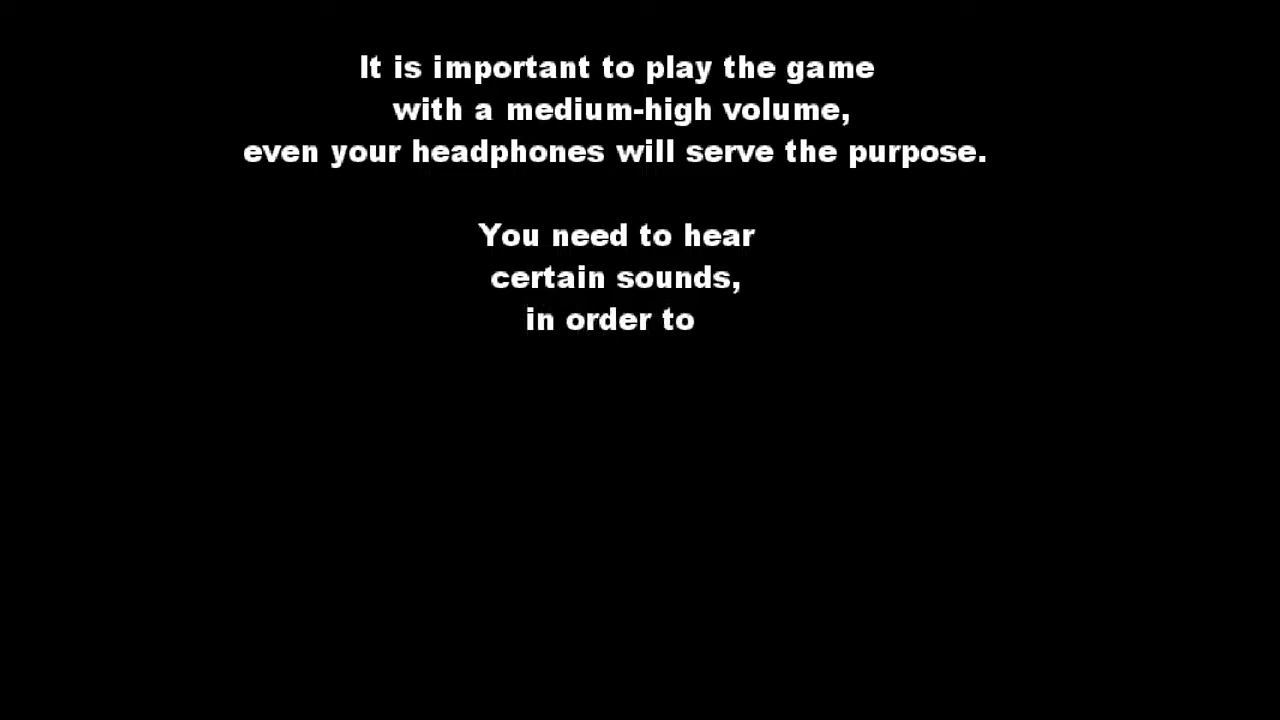 It is important to play the game
with a medium-high volume,
even your headphones will serve the purpose.
You need to hear
certain sounds,
in order to